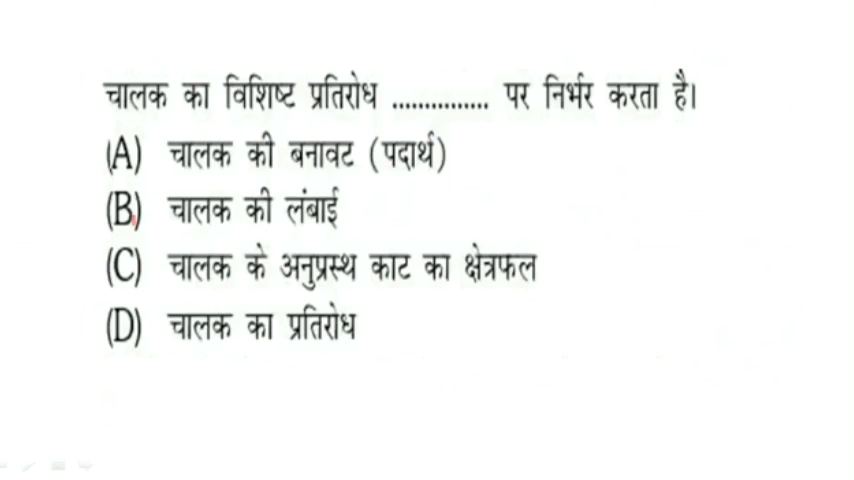 चालक का विशिष्ट प्रतिरोध ............... पर निर्भर करता है।
(A) चालक की बनावट (पदार्थ)
(B) चालक की लंबाई
(C) चालक के अनुप्रस्थ काट का क्षेत्रफल
(D) चालक का प्रतिरोध